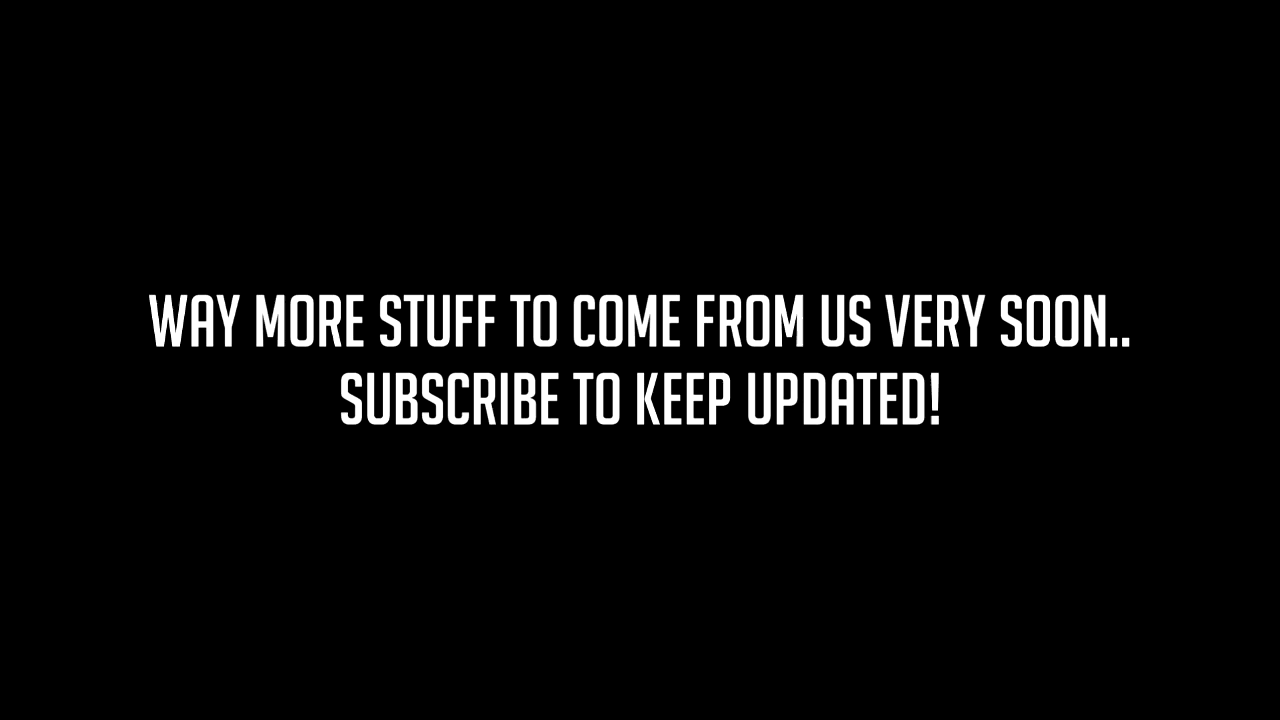 WAY MORE STUFF TO COME FROM US VERY SOON..
SUBSCRIBE TO KEEP UPDATED!